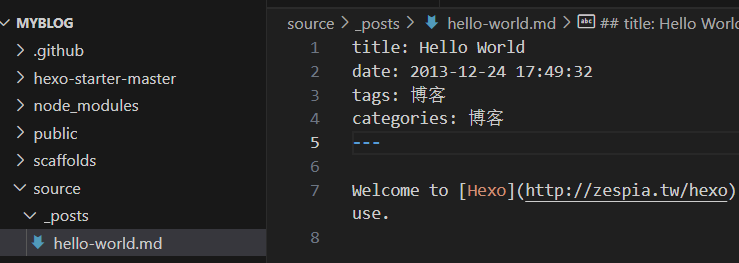 MYBLOG
.github
hexo-starter-master
node_modules
public
scaffolds
source
_posts
hello-world.md
source > _posts > hello-world.md > ## title: Hello World
1 title: Hello World
2 date: 2013-12-24 17:49:32
3 tags: 博客
4 categories: 博客
5 ---
6
7 Welcome to [Hexo](http://zespia.tw/hexo)
use.
8